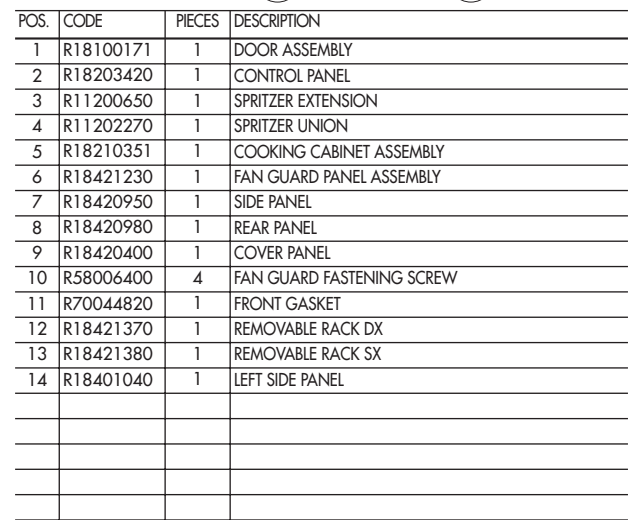 POS. CODE PIECES DESCRIPTION
1 R18100171 1 DOOR ASSEMBLY
2 R18203420 1 CONTROL PANEL
3 R11200650 1 SPRITZER EXTENSION
4 R11202270 1 SPRITZER UNION
5 R18210351 1 COOKING CABINET ASSEMBLY
6 R18421230 1 FAN GUARD PANEL ASSEMBLY
7 R18420950 1 SIDE PANEL
8 R18420980 1 REAR PANEL
9 R18420400 1 COVER PANEL
10 R58006400 4 FAN GUARD FASTENING SCREW
11 R70044820 1 FRONT GASKET
12 R18421370 1 REMOVABLE RACK DX
13 R18421380 1 REMOVABLE RACK SX
14 R18401040 1 LEFT SIDE PANEL